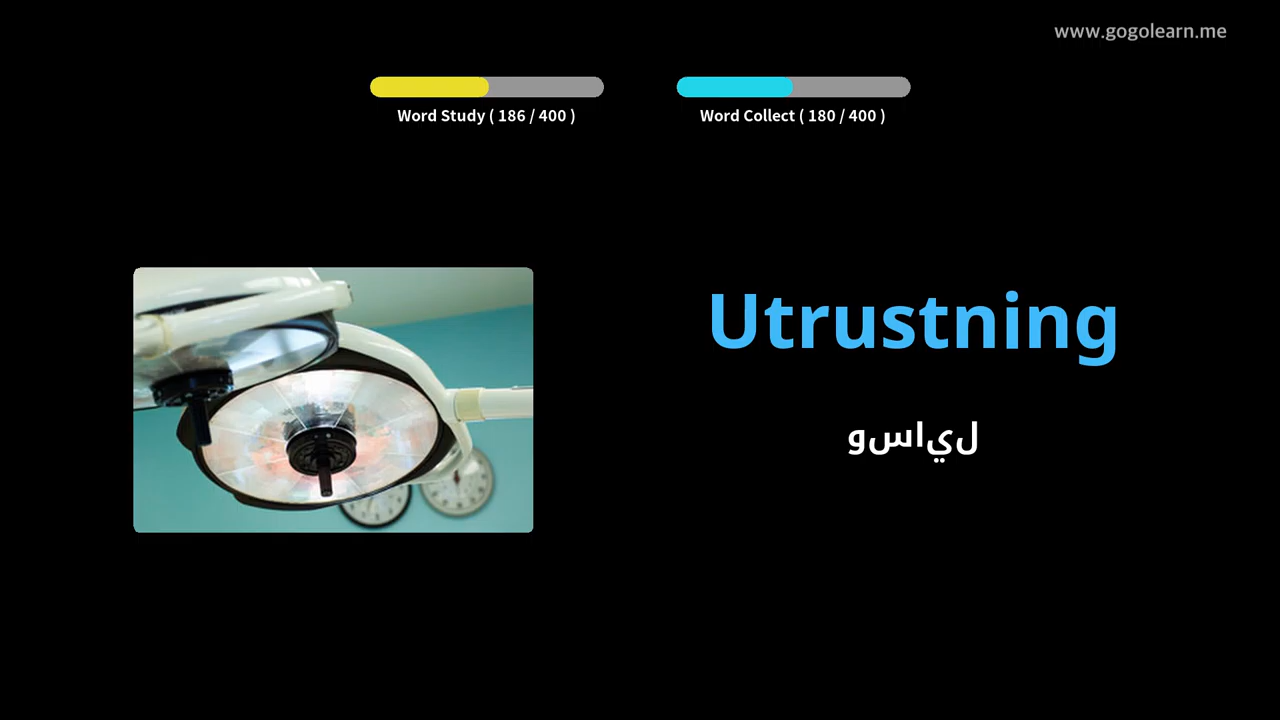 www.gogolearn.me
Word Study ( 186 / 400 )
Word Collect ( 180 / 400 )
Utrustning
وسايل